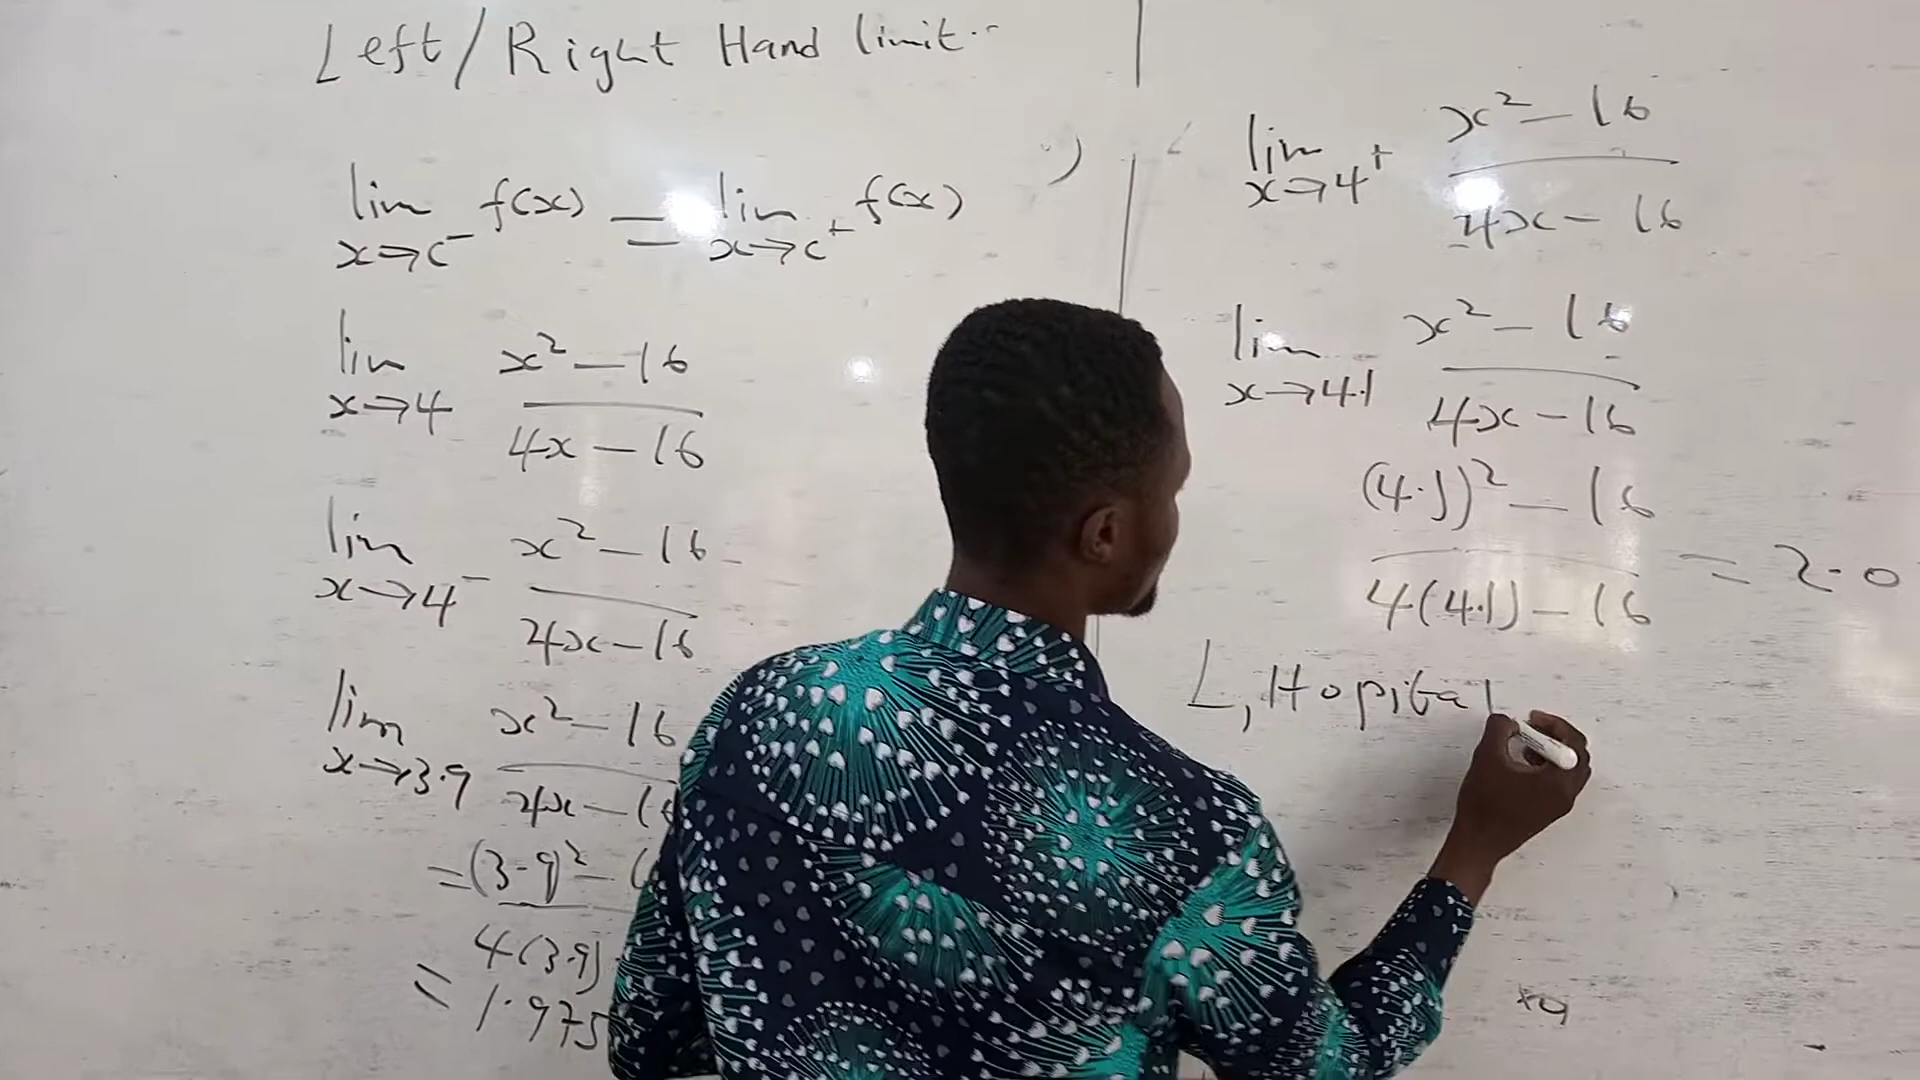 Left/Right Hand limit..
lim x→c⁻ f(x) = lim x→c⁺ f(x)
lim x→4 (x² - 16)/(4x - 16)
lim x→4⁻ (x² - 16)/(4x - 16)
lim x→3.9 (x² - 16)/(4x - 1
= (3.9)² -
4(3.9)
= 1.975
lim x→4⁺ (x² - 16)/(4x - 16)
lim x→4.1 (x² - 16)/(4x - 16)
((4.1)² - 16)/(4(4.1) - 16) = 2.0
L,Hopital